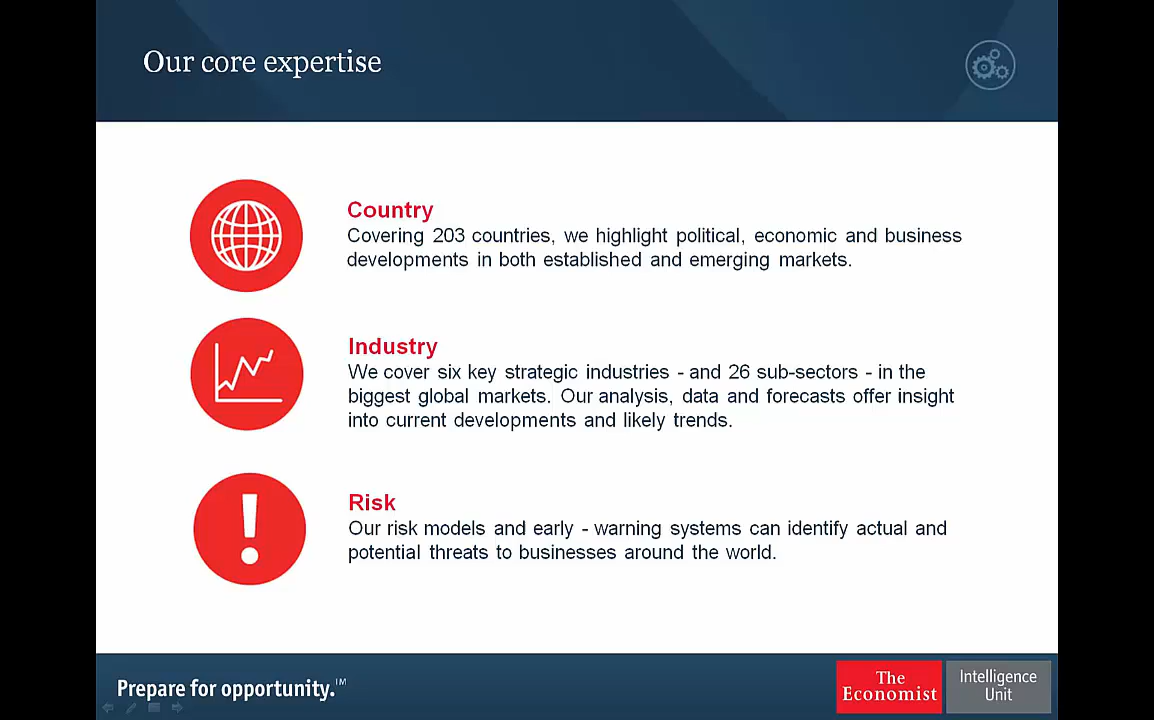 Our core expertise
Country
Covering 203 countries, we highlight political, economic and business
developments in both established and emerging markets.
Industry
We cover six key strategic industries - and 26 sub-sectors - in the
biggest global markets. Our analysis, data and forecasts offer insight
into current developments and likely trends.
Risk
Our risk models and early - warning systems can identify actual and
potential threats to businesses around the world.
Prepare for opportunity.™
The
Economist
Intelligence
Unit